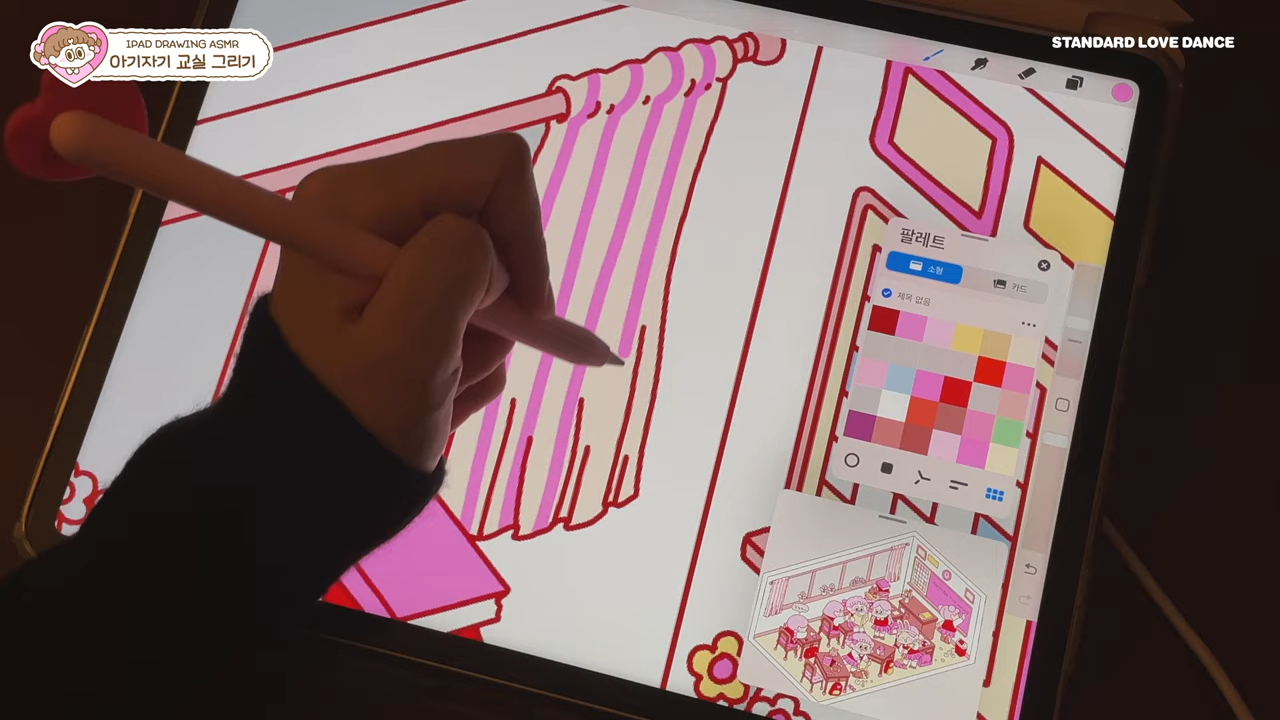 IPAD DRAWING ASMR
아기자기 교실 그리기
STANDARD LOVE DANCE
팔레트
소형
카드
제목 없음